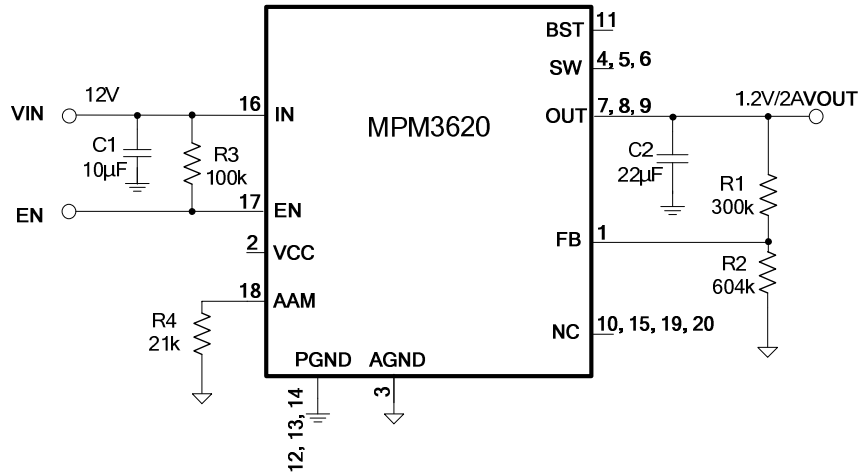 BST 11
SW 4, 5, 6
VIN 12V 16 IN
MPM3620
OUT 7, 8, 9 1.2V/2A VOUT
C1
10µF
R3
100k
C2
22µF
R1
300k
EN 17 EN
2 VCC
FB 1
R2
604k
18 AAM
R4
21k
NC 10, 15, 19, 20
PGND AGND
12, 13, 14
3